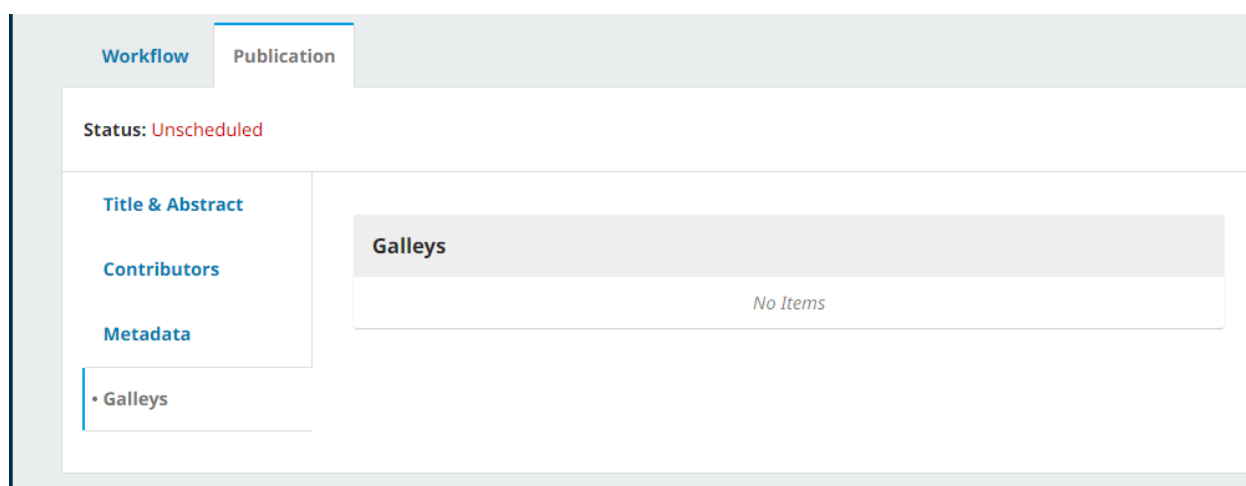 Workflow
Publication
Status: Unscheduled
Title & Abstract
Contributors
Metadata
• Galleys
Galleys
No Items